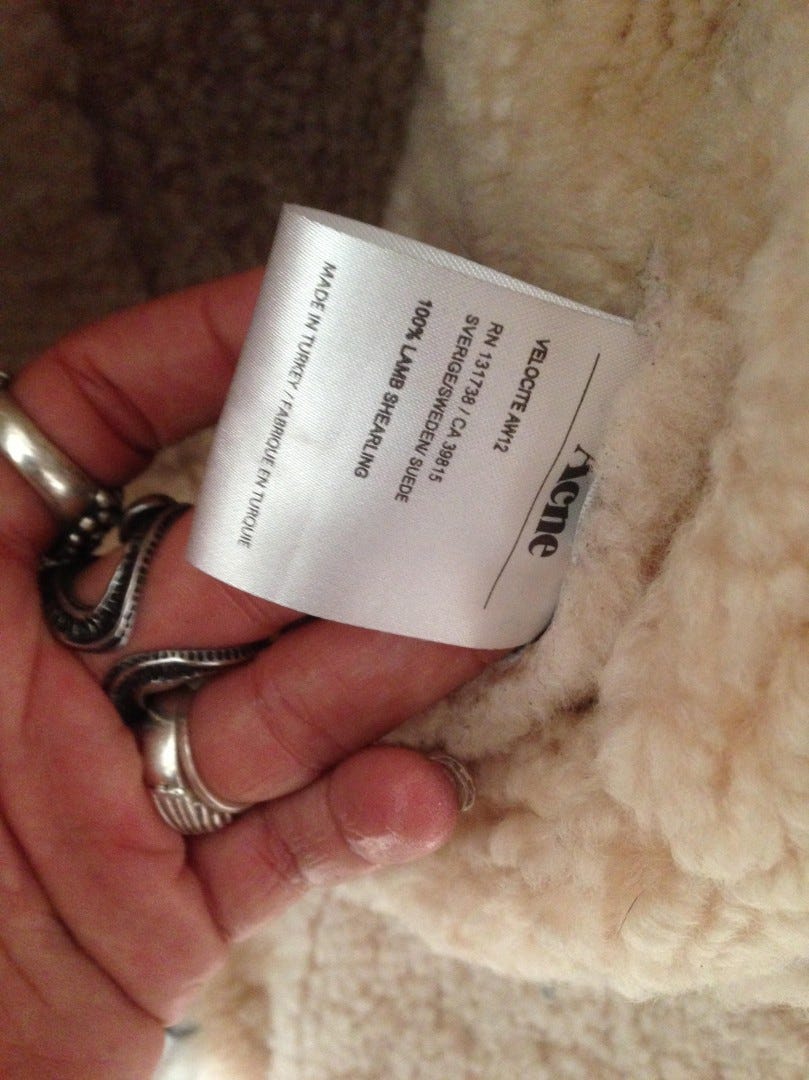 Acne
VELOCITE AW12
RN 131738 / CA 39815
SVERIGE/SWEDEN/ SUEDE
100% LAMB SHEARLING
MADE IN TURKEY / FABRIQUE EN TURQUIE